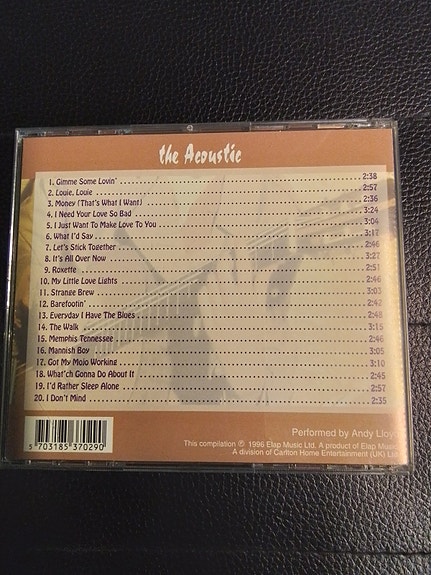 the Acoustic
1. Gimme Some Lovin' 2:38
2. Louie, Louie 2:57
3. Money (That's What I Want) 2:36
4. I Need Your Love So Bad 3:24
5. I Just Want To Make Love To You 3:04
6. What I'd Say 3:17
7. Let's Stick Together 2:46
8. It's All Over Now 3:27
9. Roxette 2:51
10. My Little Love Lights 2:46
11. Strange Brew 3:03
12. Barefootin' 2:42
13. Everyday I Have The Blues 2:48
14. The Walk 3:15
15. Memphis Tennessee 2:46
16. Mannish Boy 3:05
17. Got My Mojo Working 3:10
18. What'ch Gonna Do About It 2:45
19. I'd Rather Sleep Alone 2:57
20. I Don't Mind 2:35
5 703185 370290
Performed by Andy Lloy
This compilation ℗ 1996 Elap Music Ltd. A product of Elap Music
A division of Carlton Home Entertainment (UK) Ltd